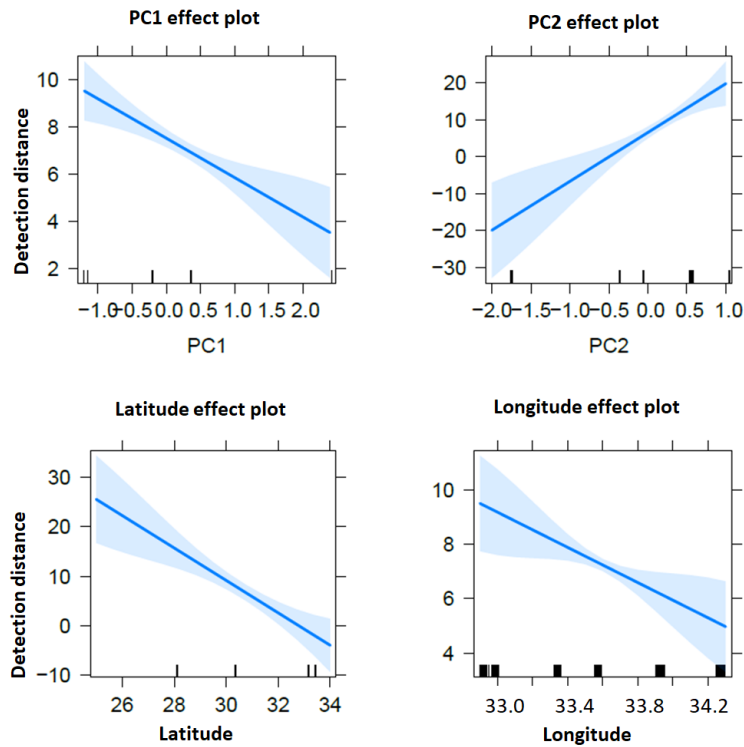 PC1 effect plot
PC2 effect plot
10
8
6
4
2
Detection distance
−1.0 −0.5 0.0 0.5 1.0 1.5 2.0
PC1
20
10
0
−10
−20
−30
−2.0 −1.5 −1.0 −0.5 0.0 0.5 1.0
PC2
Latitude effect plot
Longitude effect plot
30
20
10
0
−10
Detection distance
26 28 30 32 34
Latitude
10
8
6
4
33.0 33.4 33.8 34.2
Longitude